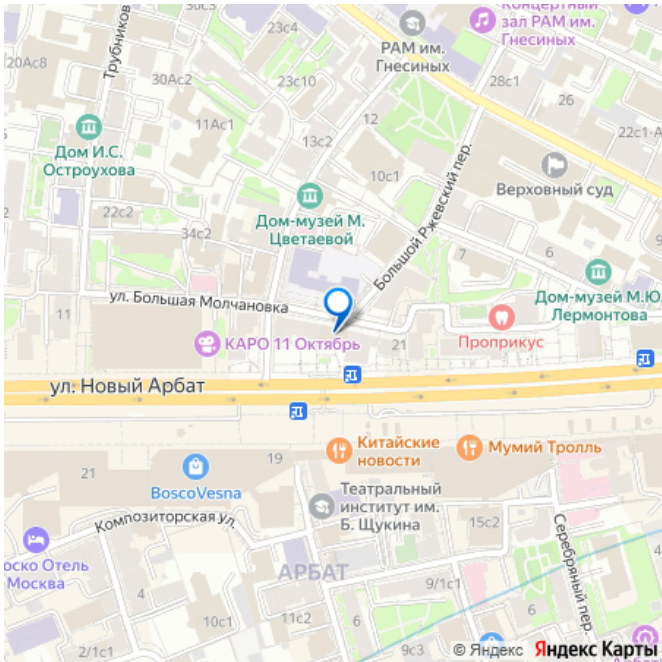 30с3
Концертный
зал РАМ им.
Гнесиных
23с4
РАМ им.
Гнесиных
Трубников
20Ас8
30Ас2
23с10
28с1
26
12
11Ас1
22с1-А
13с2
Дом И.С.
Остроухова
10с1
Верховный суд
22с2
Дом-музей М.
Цветаевой
Большой Ржевский пер.
34с2
7
6
Дом-музей М.Ю.
Лермонтова
ул. Большая Молчановка
11
КАРО 11 Октябрь
21
Проприкус
ул. Новый Арбат
Китайские
новости
Мумий Тролль
19
21
BoscoVesna
Театральный
институт им.
Б. Щукина
Композиторская ул.
15с2
Серебряный пер.
оско Отель
Москва
АРБАТ
9/1с1
4
10с1
6
11с2
6
6
2/1с1
9с3
© Яндекс Яндекс Карты